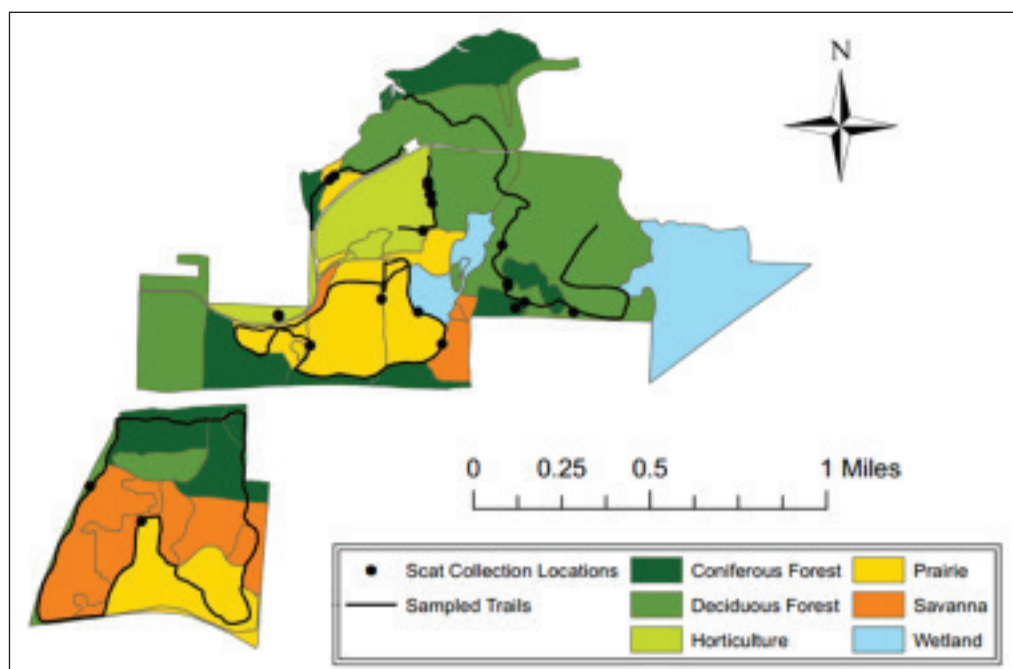 N
0 0.25 0.5 1 Miles
Scat Collection Locations Coniferous Forest Prairie
Sampled Trails Deciduous Forest Savanna
Horticulture Wetland